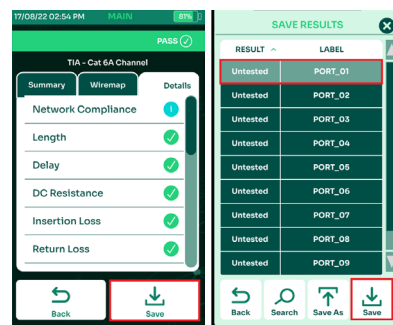 17/08/22 02:54 PM MAIN 81%
PASS
TIA - Cat 6A Channel
Summary Wiremap Details
Network Compliance i
Length
Delay
DC Resistance
Insertion Loss
Return Loss
Back Save
SAVE RESULTS
RESULT LABEL
Untested PORT_01
Untested PORT_02
Untested PORT_03
Untested PORT_04
Untested PORT_05
Untested PORT_06
Untested PORT_07
Untested PORT_08
Untested PORT_09
Back Search Save As Save